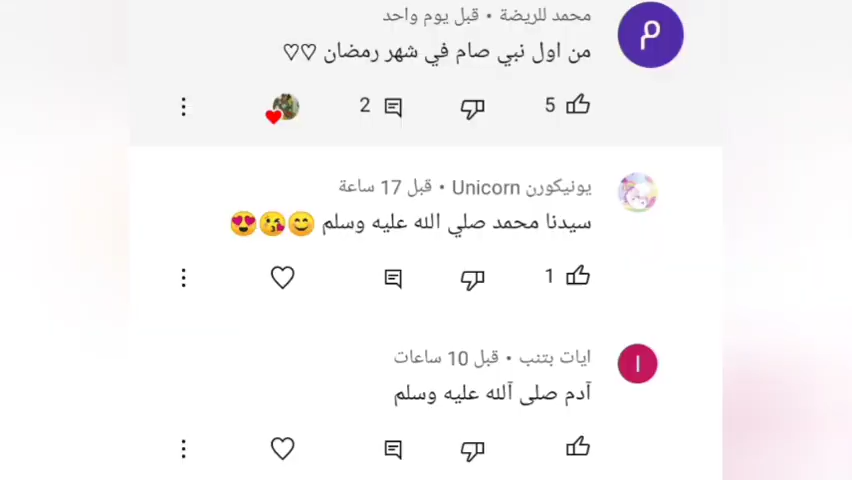 محمد للريضة • قبل يوم واحد
من اول نبي صام في شهر رمضان ♡♡
5
2
يونيكورن Unicorn • قبل 17 ساعة
سيدنا محمد صلي الله عليه وسلم 😊😘😍
1
ايات بتنب • قبل 10 ساعات
آدم صلى آلله عليه وسلم